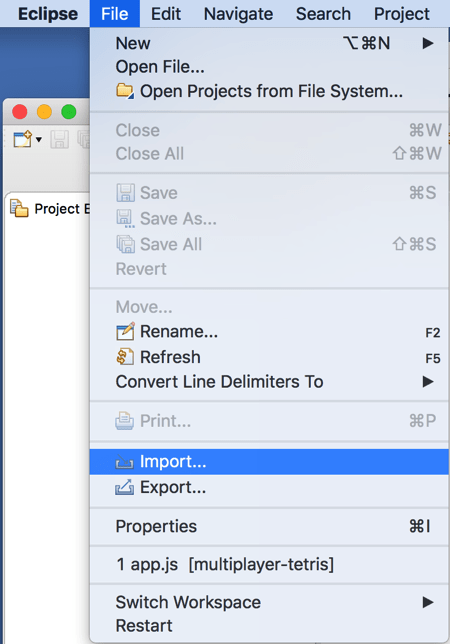 Eclipse File Edit Navigate Search Project
New ⌥⌘N ▶
Open File...
Open Projects from File System...
Close ⌘W
Close All ⇧⌘W
Project E
Save ⌘S
Save As...
Save All ⇧⌘S
Revert
Move...
Rename... F2
Refresh F5
Convert Line Delimiters To ▶
Print... ⌘P
Import...
Export...
Properties ⌘I
1 app.js [multiplayer-tetris]
Switch Workspace ▶
Restart